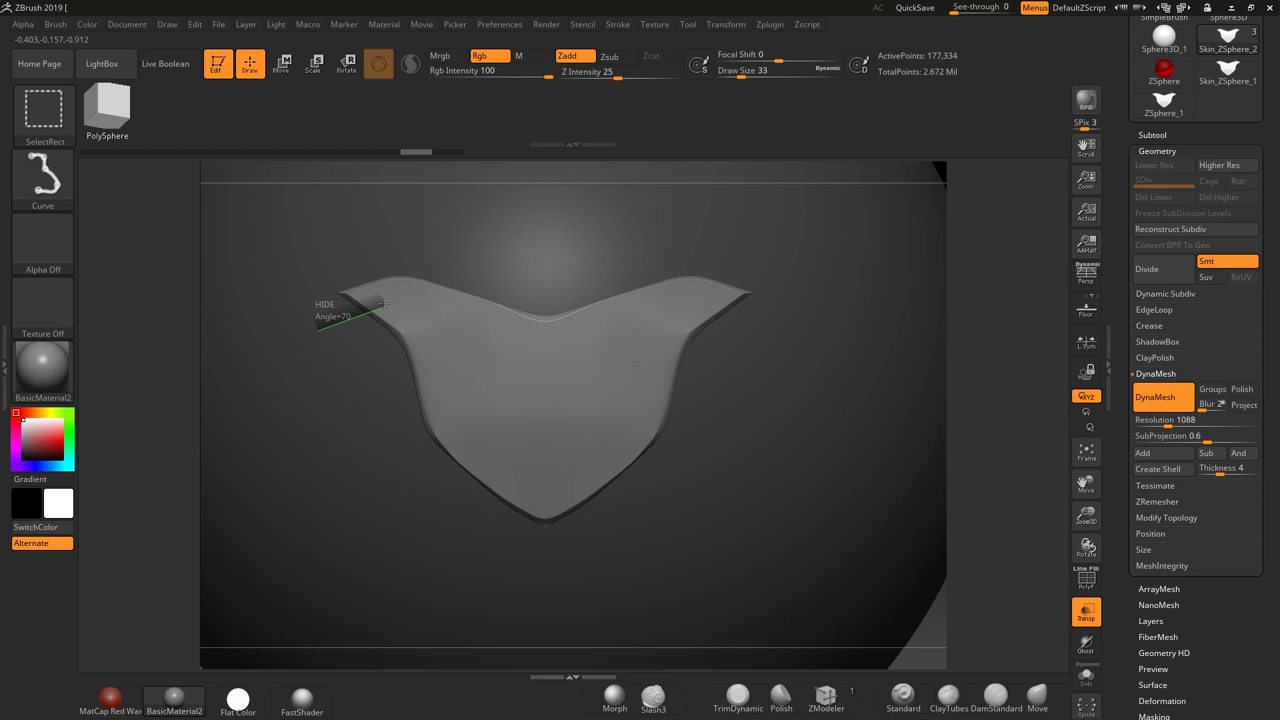 ZBrush 2019 [
AC QuickSave See-through 0 Menus DefaultZScript
Alpha Brush Color Document Draw Edit File Layer Light Macro Marker Material Movie Picker Preferences Render Stencil Stroke Texture Tool Transform Zplugin Zscript
-0.403,-0.157,-0.912
Home Page LightBox Live Boolean Edit Draw Move Scale Rotate
Mrgb Rgb M Zadd Zsub Zcut
Rgb Intensity 100 Z Intensity 25
Focal Shift 0
Draw Size 33 Dynamic
ActivePoints: 177,334
TotalPoints: 2.672 Mil
SelectRect
PolySphere
Curve
Alpha Off
Texture Off
BasicMaterial2
Gradient
SwitchColor
Alternate
HIDE
Angle=70
BPR
SPix 3
Scroll
Zoom
Actual
AAHalf
Dynamic
Persp
Floor
L.Sym
XYZ
Frame
Move
Zoom3D
Rotate
Line Fill
PolyF
Transp
Ghost
Dynamic
Solo
Xpose
SimpleBrush Sphere3D
3
Sphere3D_1 Skin_ZSphere_2
ZSphere Skin_ZSphere_1
ZSphere_1
Subtool
Geometry
Lower Res Higher Res
SDiv Cage Rstr
Del Lower Del Higher
Freeze SubDivision Levels
Reconstruct Subdiv
Convert BPR To Geo
Divide Smt
Suv ReUV
Dynamic Subdiv
EdgeLoop
Crease
ShadowBox
ClayPolish
DynaMesh
DynaMesh Groups Polish
Blur 2 Project
Resolution 1088
SubProjection 0.6
Add Sub And
Create Shell Thickness 4
Tessimate
ZRemesher
Modify Topology
Position
Size
MeshIntegrity
ArrayMesh
NanoMesh
Layers
FiberMesh
Geometry HD
Preview
Surface
Deformation
Masking
MatCap Red Wax BasicMaterial2 Flat Color FastShader Morph Slash3 TrimDynamic Polish ZModeler 1 Standard ClayTubes DamStandard Move